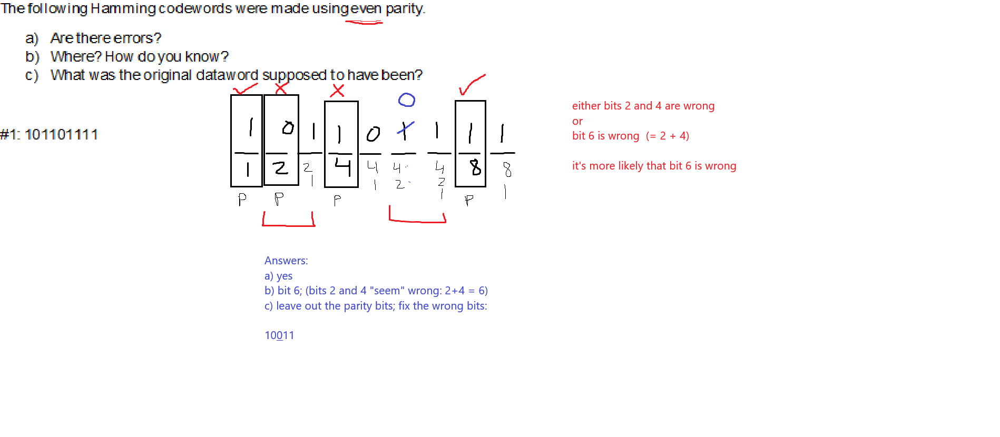 The following Hamming codewords were made using even parity.
a) Are there errors?
b) Where? How do you know?
c) What was the original dataword supposed to have been?
0
#1: 101101111
1 0 1 1 0 1 1 1 1
1 2 2 4 4 4 4 8 8
1 1 2 2 1
1
P P P P
either bits 2 and 4 are wrong
or
bit 6 is wrong (= 2 + 4)
it's more likely that bit 6 is wrong
Answers:
a) yes
b) bit 6; (bits 2 and 4 "seem" wrong: 2+4 = 6)
c) leave out the parity bits; fix the wrong bits:
10011